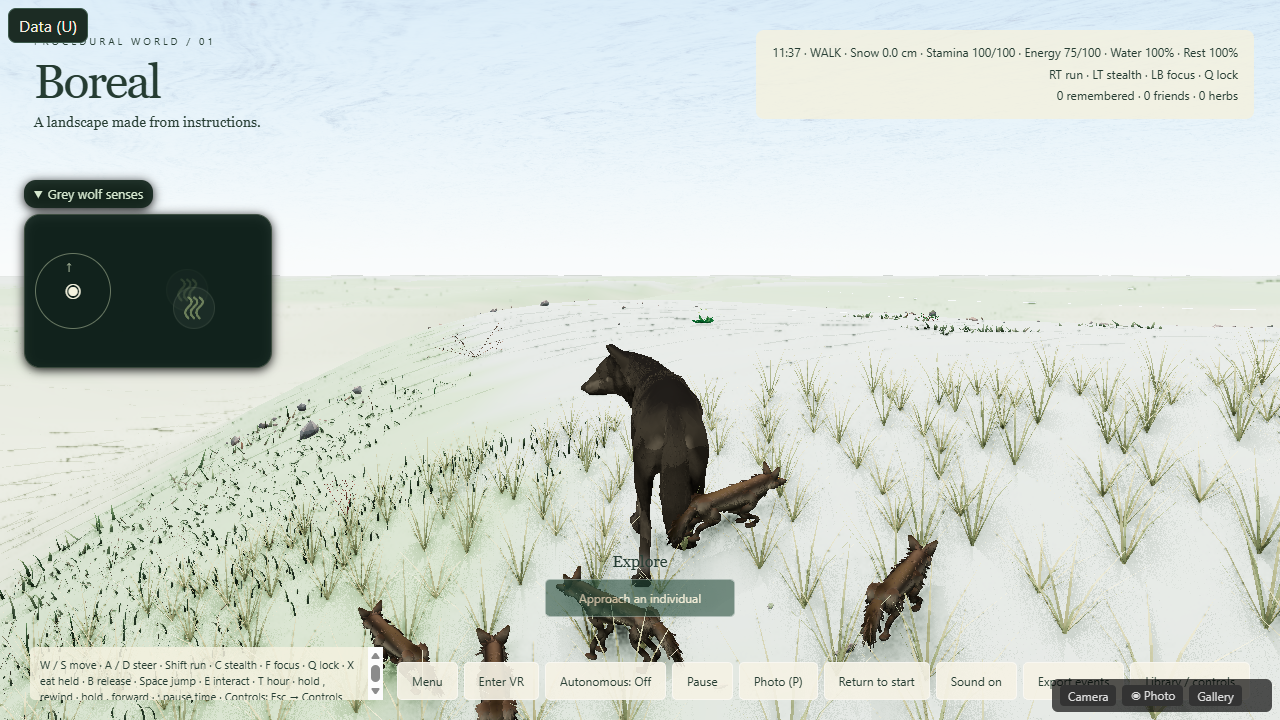 Data (U)
PROCEDURAL WORLD / 01
Boreal
A landscape made from instructions.
11:37 · WALK · Snow 0.0 cm · Stamina 100/100 · Energy 75/100 · Water 100% · Rest 100%
RT run · LT stealth · LB focus · Q lock
0 remembered · 0 friends · 0 herbs
▼ Grey wolf senses
↑
Explore
Approach an individual
W / S move · A / D steer · Shift run · C stealth · F focus · Q lock · X
eat held · B release · Space jump · E interact · T hour · hold ,
rewind · hold . forward · ; pause time · Controls: Esc → Controls
Menu
Enter VR
Autonomous: Off
Pause
Photo (P)
Return to start
Sound on
Export events
Library / controls
Camera
◉ Photo
Gallery